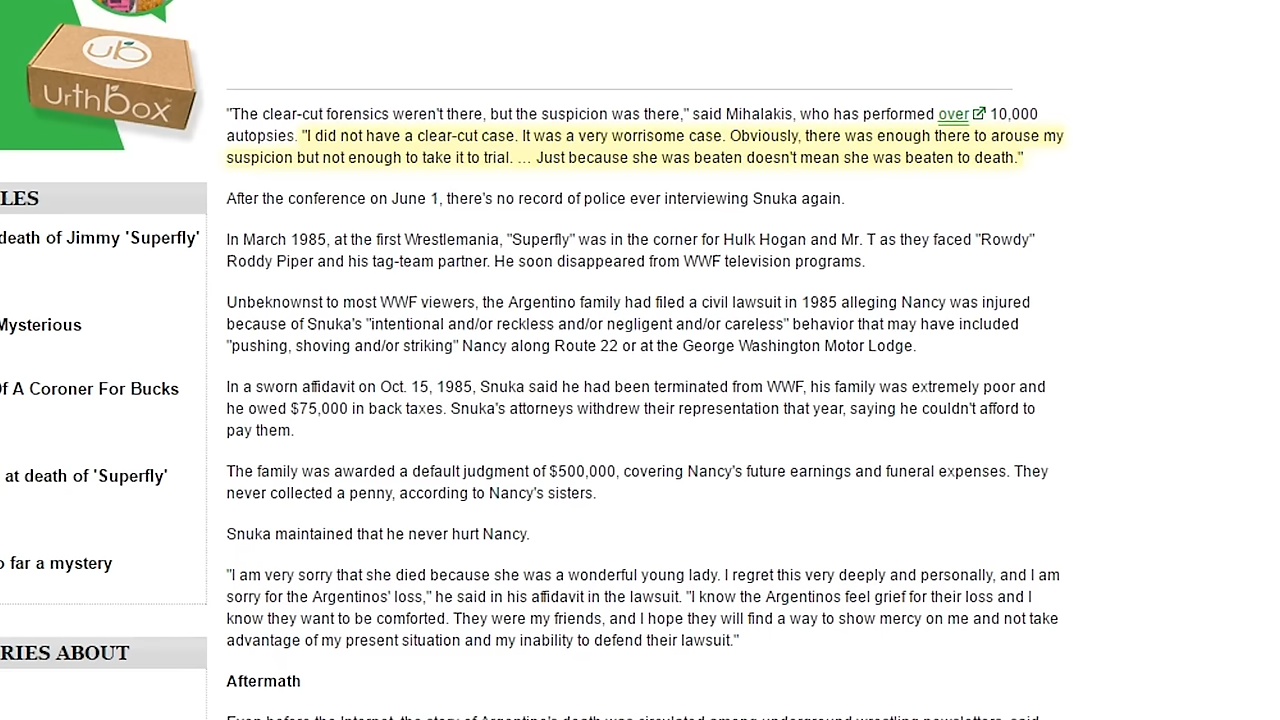 ub
UrthBox
"The clear-cut forensics weren't there, but the suspicion was there," said Mihalakis, who has performed over 10,000
autopsies. "I did not have a clear-cut case. It was a very worrisome case. Obviously, there was enough there to arouse my
suspicion but not enough to take it to trial. ... Just because she was beaten doesn't mean she was beaten to death."
LES
After the conference on June 1, there's no record of police ever interviewing Snuka again.
death of Jimmy 'Superfly'
In March 1985, at the first Wrestlemania, "Superfly" was in the corner for Hulk Hogan and Mr. T as they faced "Rowdy"
Roddy Piper and his tag-team partner. He soon disappeared from WWF television programs.
Unbeknownst to most WWF viewers, the Argentino family had filed a civil lawsuit in 1985 alleging Nancy was injured
because of Snuka's "intentional and/or reckless and/or negligent and/or careless" behavior that may have included
"pushing, shoving and/or striking" Nancy along Route 22 or at the George Washington Motor Lodge.
Mysterious
Of A Coroner For Bucks
In a sworn affidavit on Oct. 15, 1985, Snuka said he had been terminated from WWF, his family was extremely poor and
he owed $75,000 in back taxes. Snuka's attorneys withdrew their representation that year, saying he couldn't afford to
pay them.
at death of 'Superfly'
The family was awarded a default judgment of $500,000, covering Nancy's future earnings and funeral expenses. They
never collected a penny, according to Nancy's sisters.
Snuka maintained that he never hurt Nancy.
o far a mystery
"I am very sorry that she died because she was a wonderful young lady. I regret this very deeply and personally, and I am
sorry for the Argentinos' loss," he said in his affidavit in the lawsuit. "I know the Argentinos feel grief for their loss and I
know they want to be comforted. They were my friends, and I hope they will find a way to show mercy on me and not take
advantage of my present situation and my inability to defend their lawsuit."
RIES ABOUT
Aftermath
Even before the Internet, the story of Argentino's death was circulated among underground wrestling newsletters, said